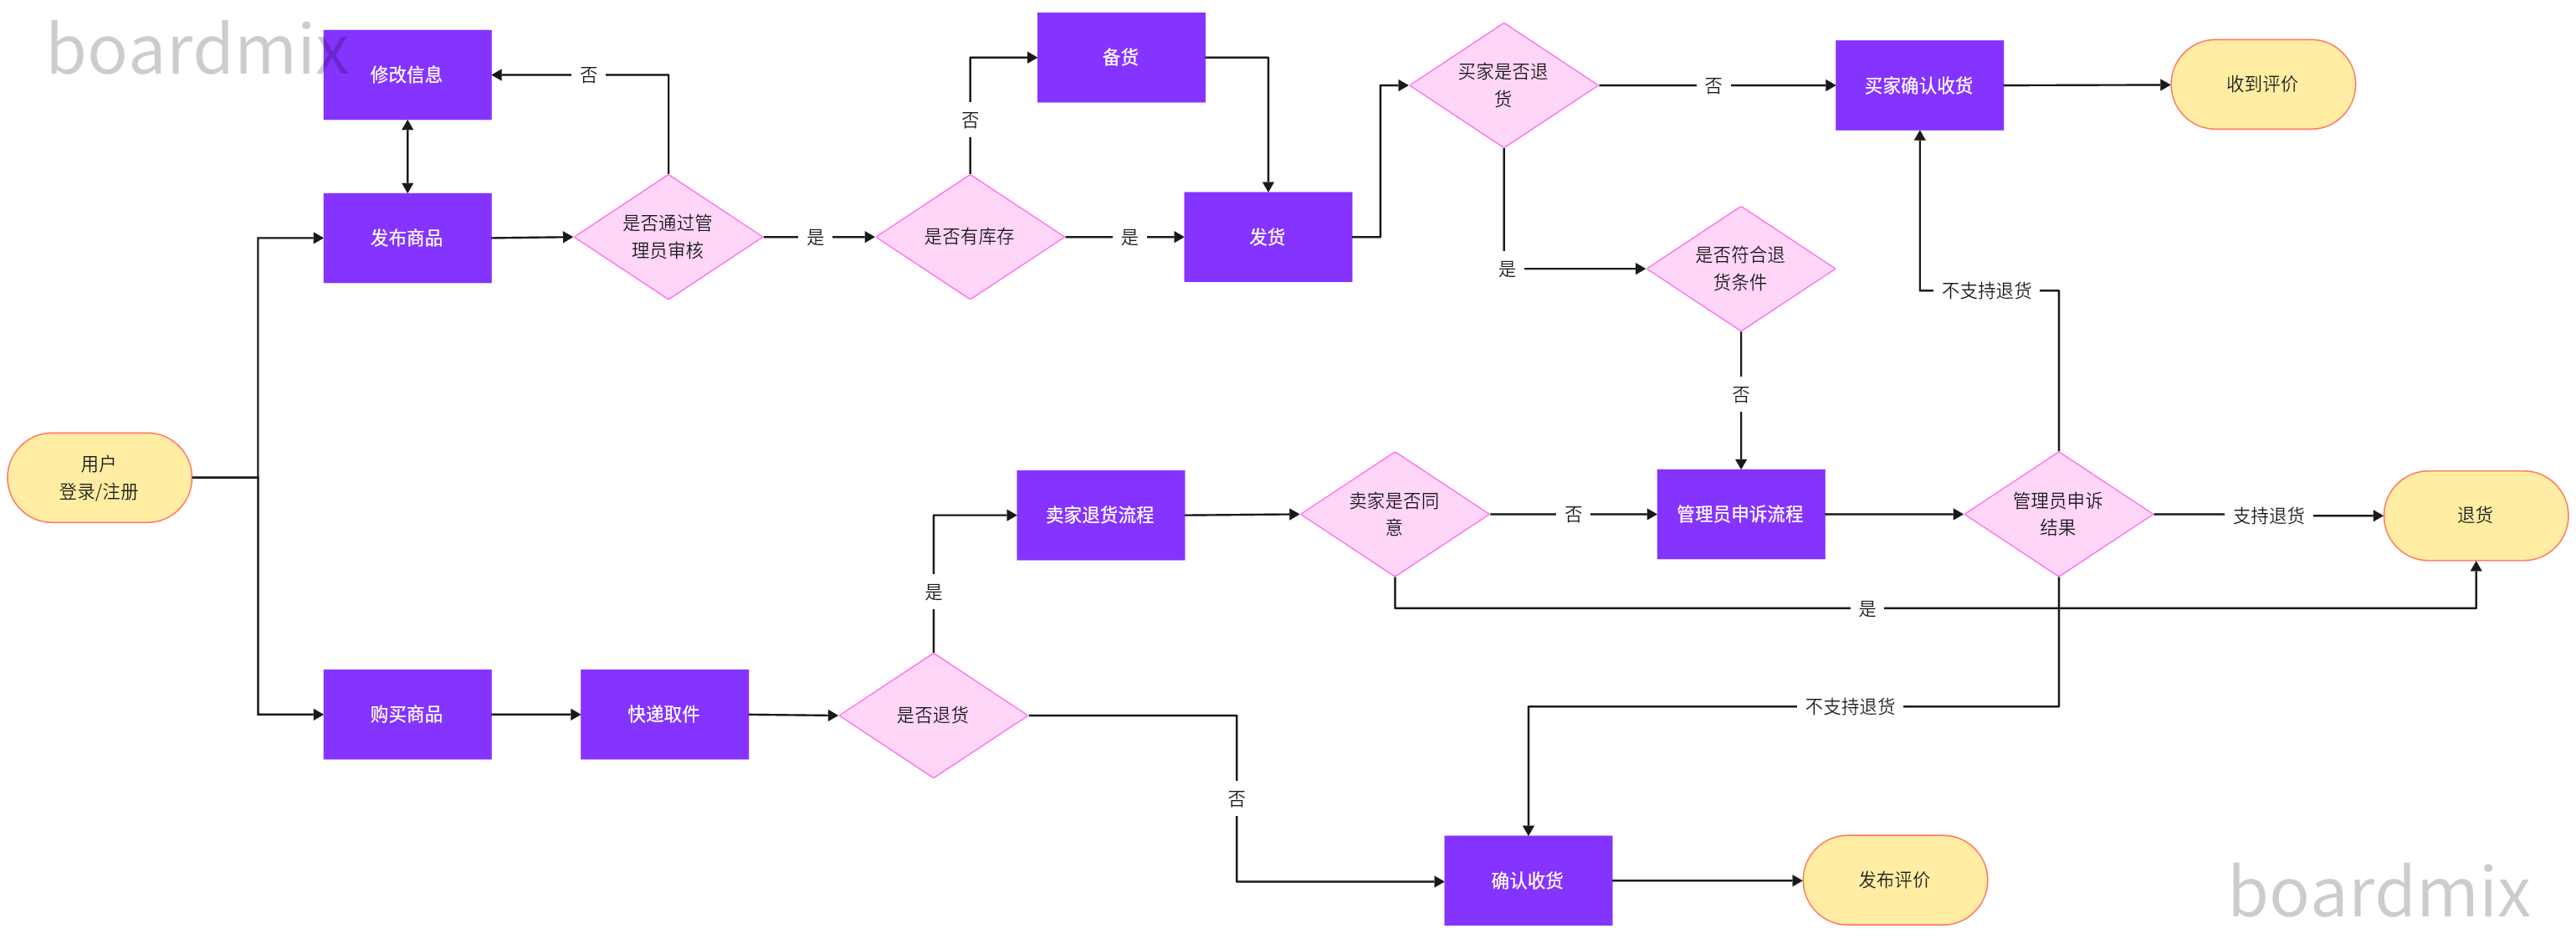 boardmix
修改信息
否
备货
否
买家是否退
货
否
买家确认收货
收到评价
发布商品
是否通过管
理员审核
是
是否有库存
是
发货
是
是否符合退
货条件
不支持退货
否
用户
登录/注册
卖家退货流程
卖家是否同
意
否
管理员申诉流程
管理员申诉
结果
支持退货
退货
是
是
购买商品
快递取件
是否退货
不支持退货
否
确认收货
发布评价
boardmix